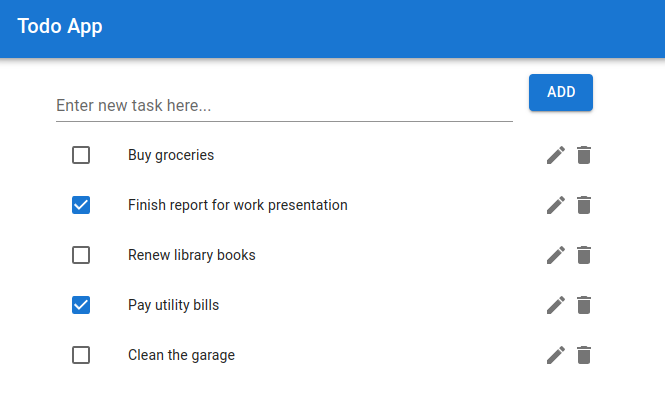 Todo App
Enter new task here...
ADD
Buy groceries
Finish report for work presentation
Renew library books
Pay utility bills
Clean the garage